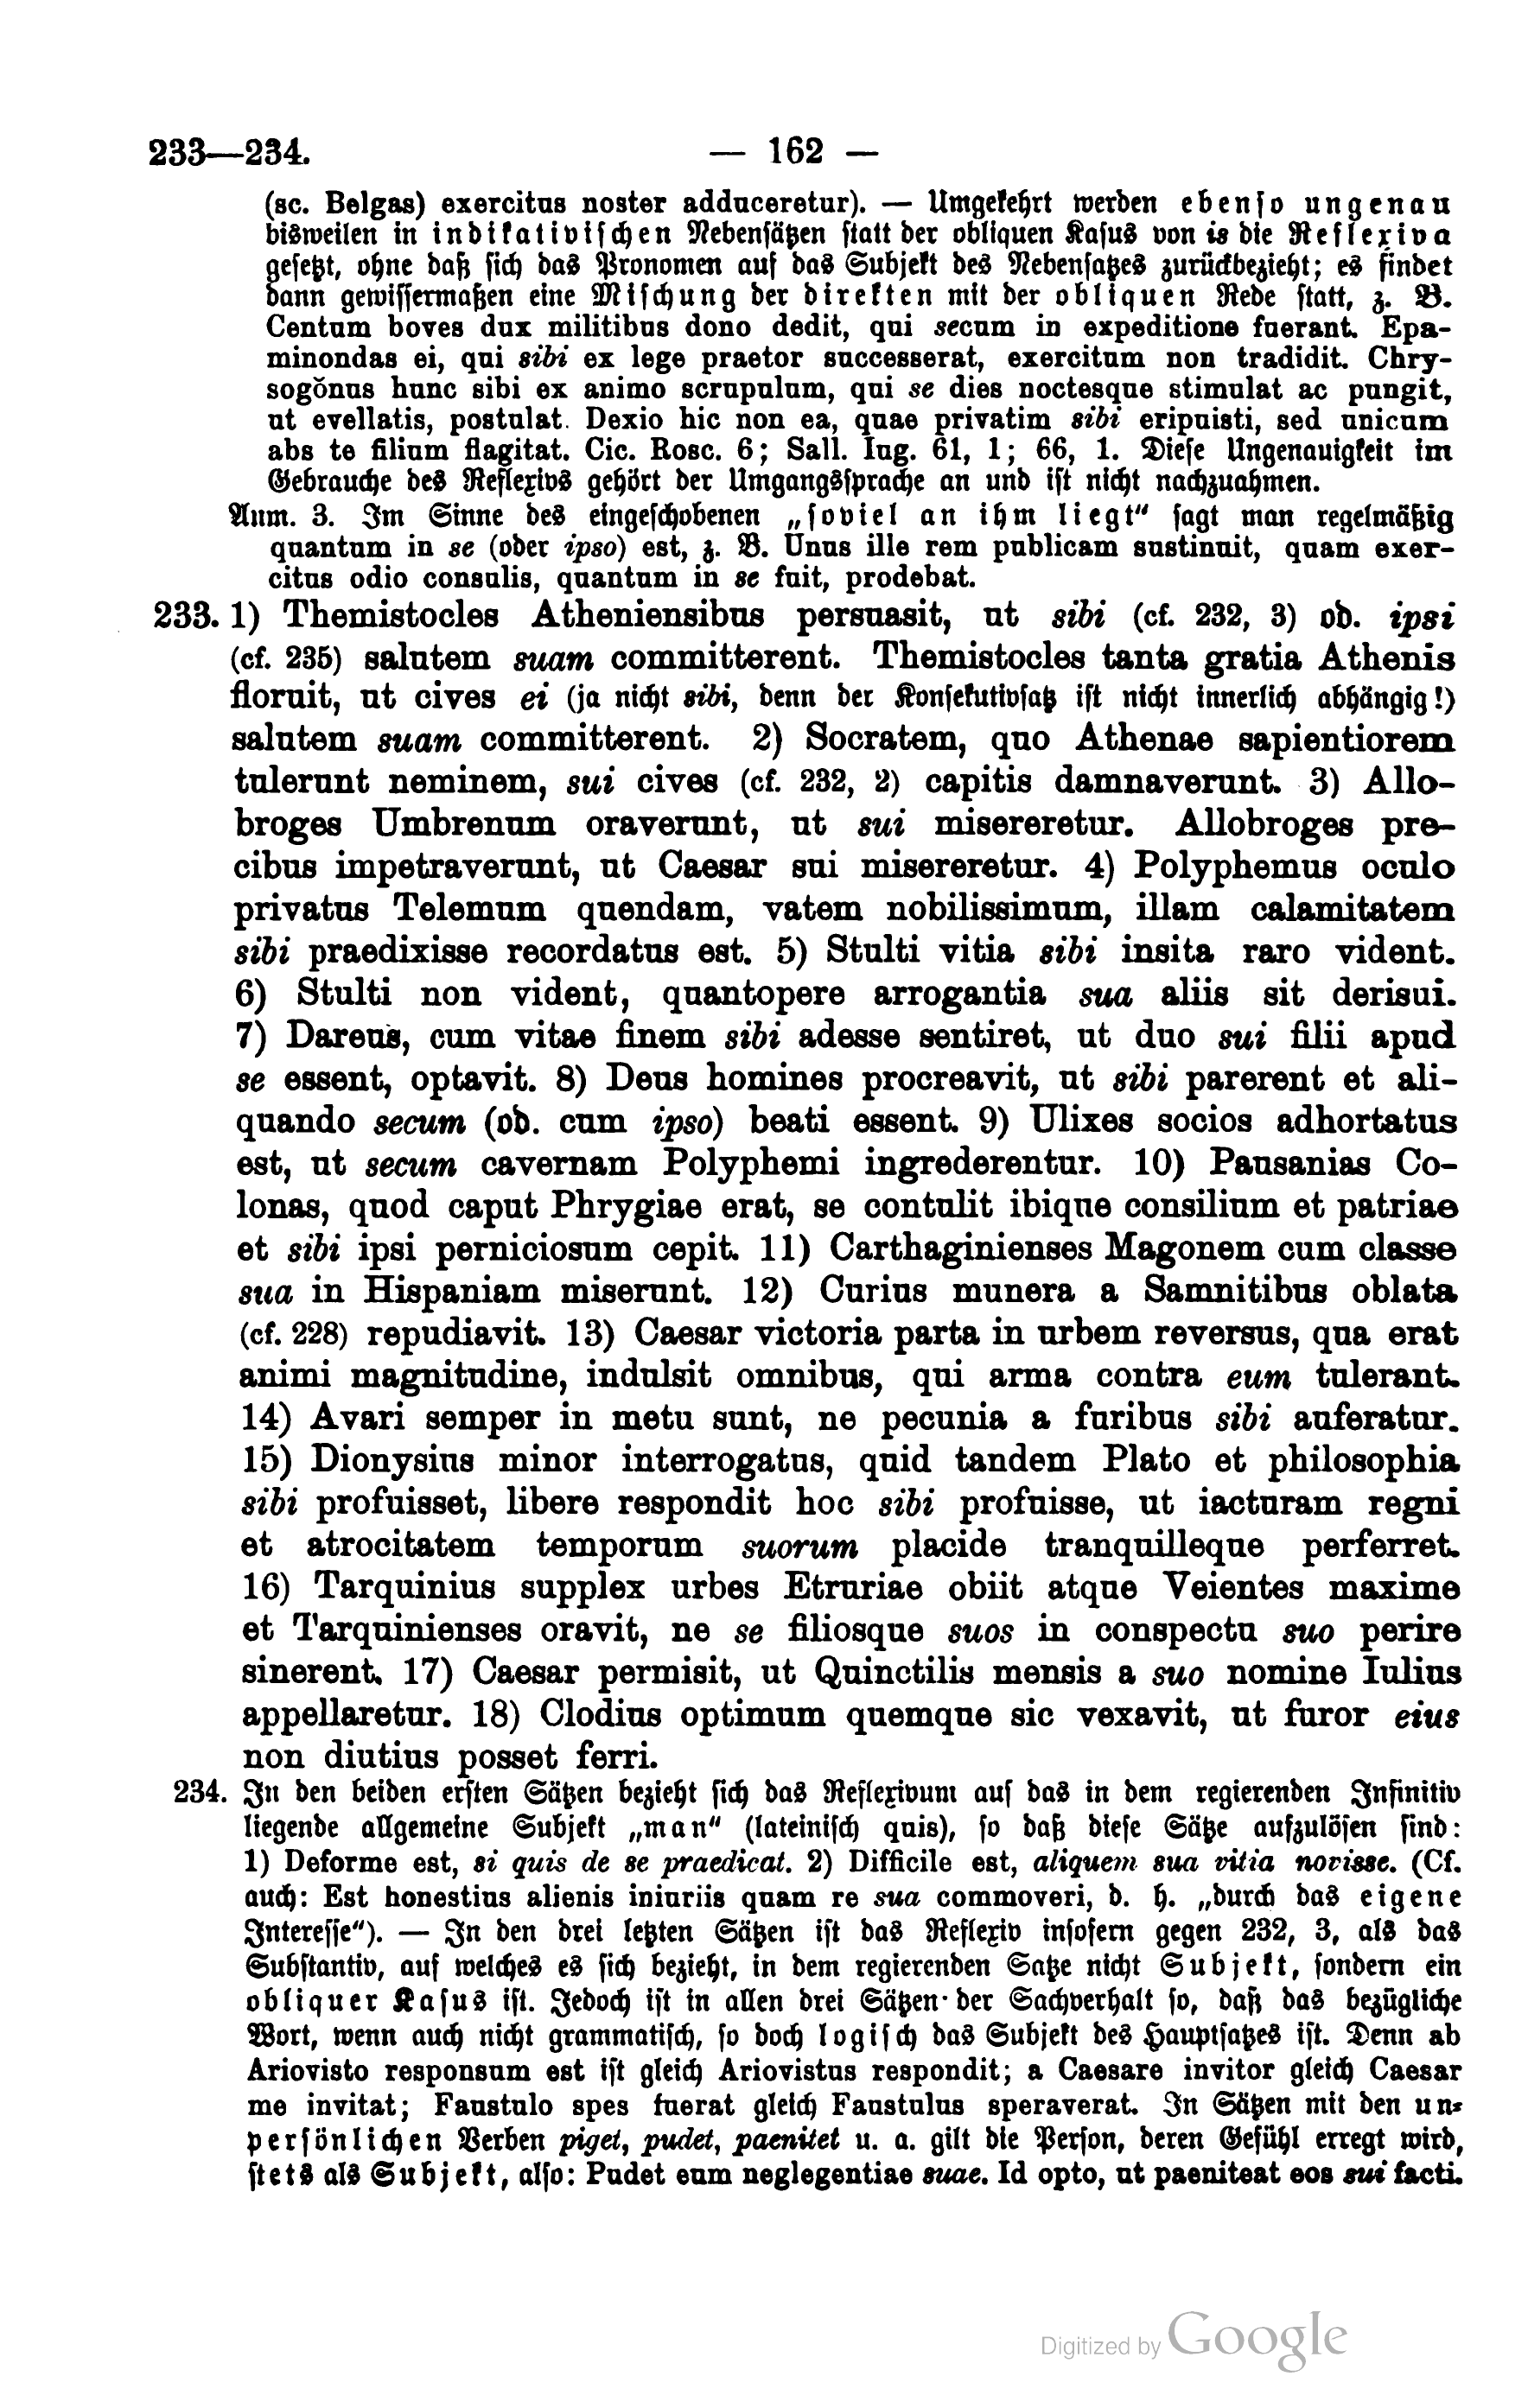 233—234. — 162 —
(sc. Belgas) exercitus noster adduceretur). — Umgekehrt werden ebenso ungenau
bisweilen in indikativischen Nebensätzen statt der obliquen Kasus von is die Reflexiva
gesetzt, ohne daß sich das Pronomen auf das Subjekt des Nebensatzes zurückbezieht; es findet
dann gewissermaßen eine Mischung der direkten mit der obliquen Rede statt, z. B.
Centum boves dux militibus dono dedit, qui secum in expeditione fuerant. Epa-
minondas ei, qui sibi ex lege praetor successerat, exercitum non tradidit. Chry-
sogŏnus hunc sibi ex animo scrupulum, qui se dies noctesque stimulat ac pungit,
ut evellatis, postulat. Dexio hic non ea, quae privatim sibi eripuisti, sed unicum
abs te filium flagitat. Cic. Rosc. 6; Sall. Iug. 61, 1; 66, 1. Diese Ungenauigkeit im
Gebrauche des Reflexivs gehört der Umgangssprache an und ist nicht nachzuahmen.
Anm. 3. Im Sinne des eingeschobenen „soviel an ihm liegt“ sagt man regelmäßig
quantum in se (oder ipso) est, z. B. Unus ille rem publicam sustinuit, quam exer-
citus odio consulis, quantum in se fuit, prodebat.
233. 1) Themistocles Atheniensibus persuasit, ut sibi (cf. 232, 3) od. ipsi
(cf. 235) salutem suam committerent. Themistocles tanta gratia Athenis
floruit, ut cives ei (ja nicht sibi, denn der Konsekutivsatz ist nicht innerlich abhängig!)
salutem suam committerent. 2) Socratem, quo Athenae sapientiorem
tulerunt neminem, sui cives (cf. 232, 2) capitis damnaverunt. 3) Allo-
broges Umbrenum oraverunt, ut sui misereretur. Allobroges pre-
cibus impetraverunt, ut Caesar sui misereretur. 4) Polyphemus oculo
privatus Telemum quendam, vatem nobilissimum, illam calamitatem
sibi praedixisse recordatus est. 5) Stulti vitia sibi insita raro vident.
6) Stulti non vident, quantopere arrogantia sua aliis sit derisui.
7) Dareus, cum vitae finem sibi adesse sentiret, ut duo sui filii apud
se essent, optavit. 8) Deus homines procreavit, ut sibi parerent et ali-
quando secum (od. cum ipso) beati essent. 9) Ulixes socios adhortatus
est, ut secum cavernam Polyphemi ingrederentur. 10) Pausanias Co-
lonas, quod caput Phrygiae erat, se contulit ibique consilium et patriae
et sibi ipsi perniciosum cepit. 11) Carthaginienses Magonem cum classe
sua in Hispaniam miserunt. 12) Curius munera a Samnitibus oblata
(cf. 228) repudiavit. 13) Caesar victoria parta in urbem reversus, qua erat
animi magnitudine, indulsit omnibus, qui arma contra eum tulerant.
14) Avari semper in metu sunt, ne pecunia a furibus sibi auferatur.
15) Dionysius minor interrogatus, quid tandem Plato et philosophia
sibi profuisset, libere respondit hoc sibi profuisse, ut iacturam regni
et atrocitatem temporum suorum placide tranquilleque perferret.
16) Tarquinius supplex urbes Etruriae obiit atque Veientes maxime
et Tarquinienses oravit, ne se filiosque suos in conspectu suo perire
sinerent. 17) Caesar permisit, ut Quinctilis mensis a suo nomine Iulius
appellaretur. 18) Clodius optimum quemque sic vexavit, ut furor eius
non diutius posset ferri.
234. In den beiden ersten Sätzen bezieht sich das Reflexivum auf das in dem regierenden Infinitiv
liegende allgemeine Subjekt „man“ (lateinisch quis), so daß diese Sätze aufzulösen sind:
1) Deforme est, si quis de se praedicat. 2) Difficile est, aliquem sua vitia novisse. (Cf.
auch: Est honestius alienis iniuriis quam re sua commoveri, d. h. „durch das eigene
Interesse“). — In den drei letzten Sätzen ist das Reflexiv insofern gegen 232, 3, als das
Substantiv, auf welches es sich bezieht, in dem regierenden Satze nicht Subjekt, sondern ein
obliquer Kasus ist. Jedoch ist in allen drei Sätzen der Sachverhalt so, daß das bezügliche
Wort, wenn auch nicht grammatisch, so doch logisch das Subjekt des Hauptsatzes ist. Denn ab
Ariovisto responsum est ist gleich Ariovistus respondit; a Caesare invitor gleich Caesar
me invitat; Faustulo spes fuerat gleich Faustulus speraverat. In Sätzen mit den un-
persönlichen Verben piget, pudet, paenitet u. a. gilt die Person, deren Gefühl erregt wird,
stets als Subjekt, also: Pudet eum neglegentiae suae. Id opto, ut paeniteat eos sui facti.
Digitized by Google